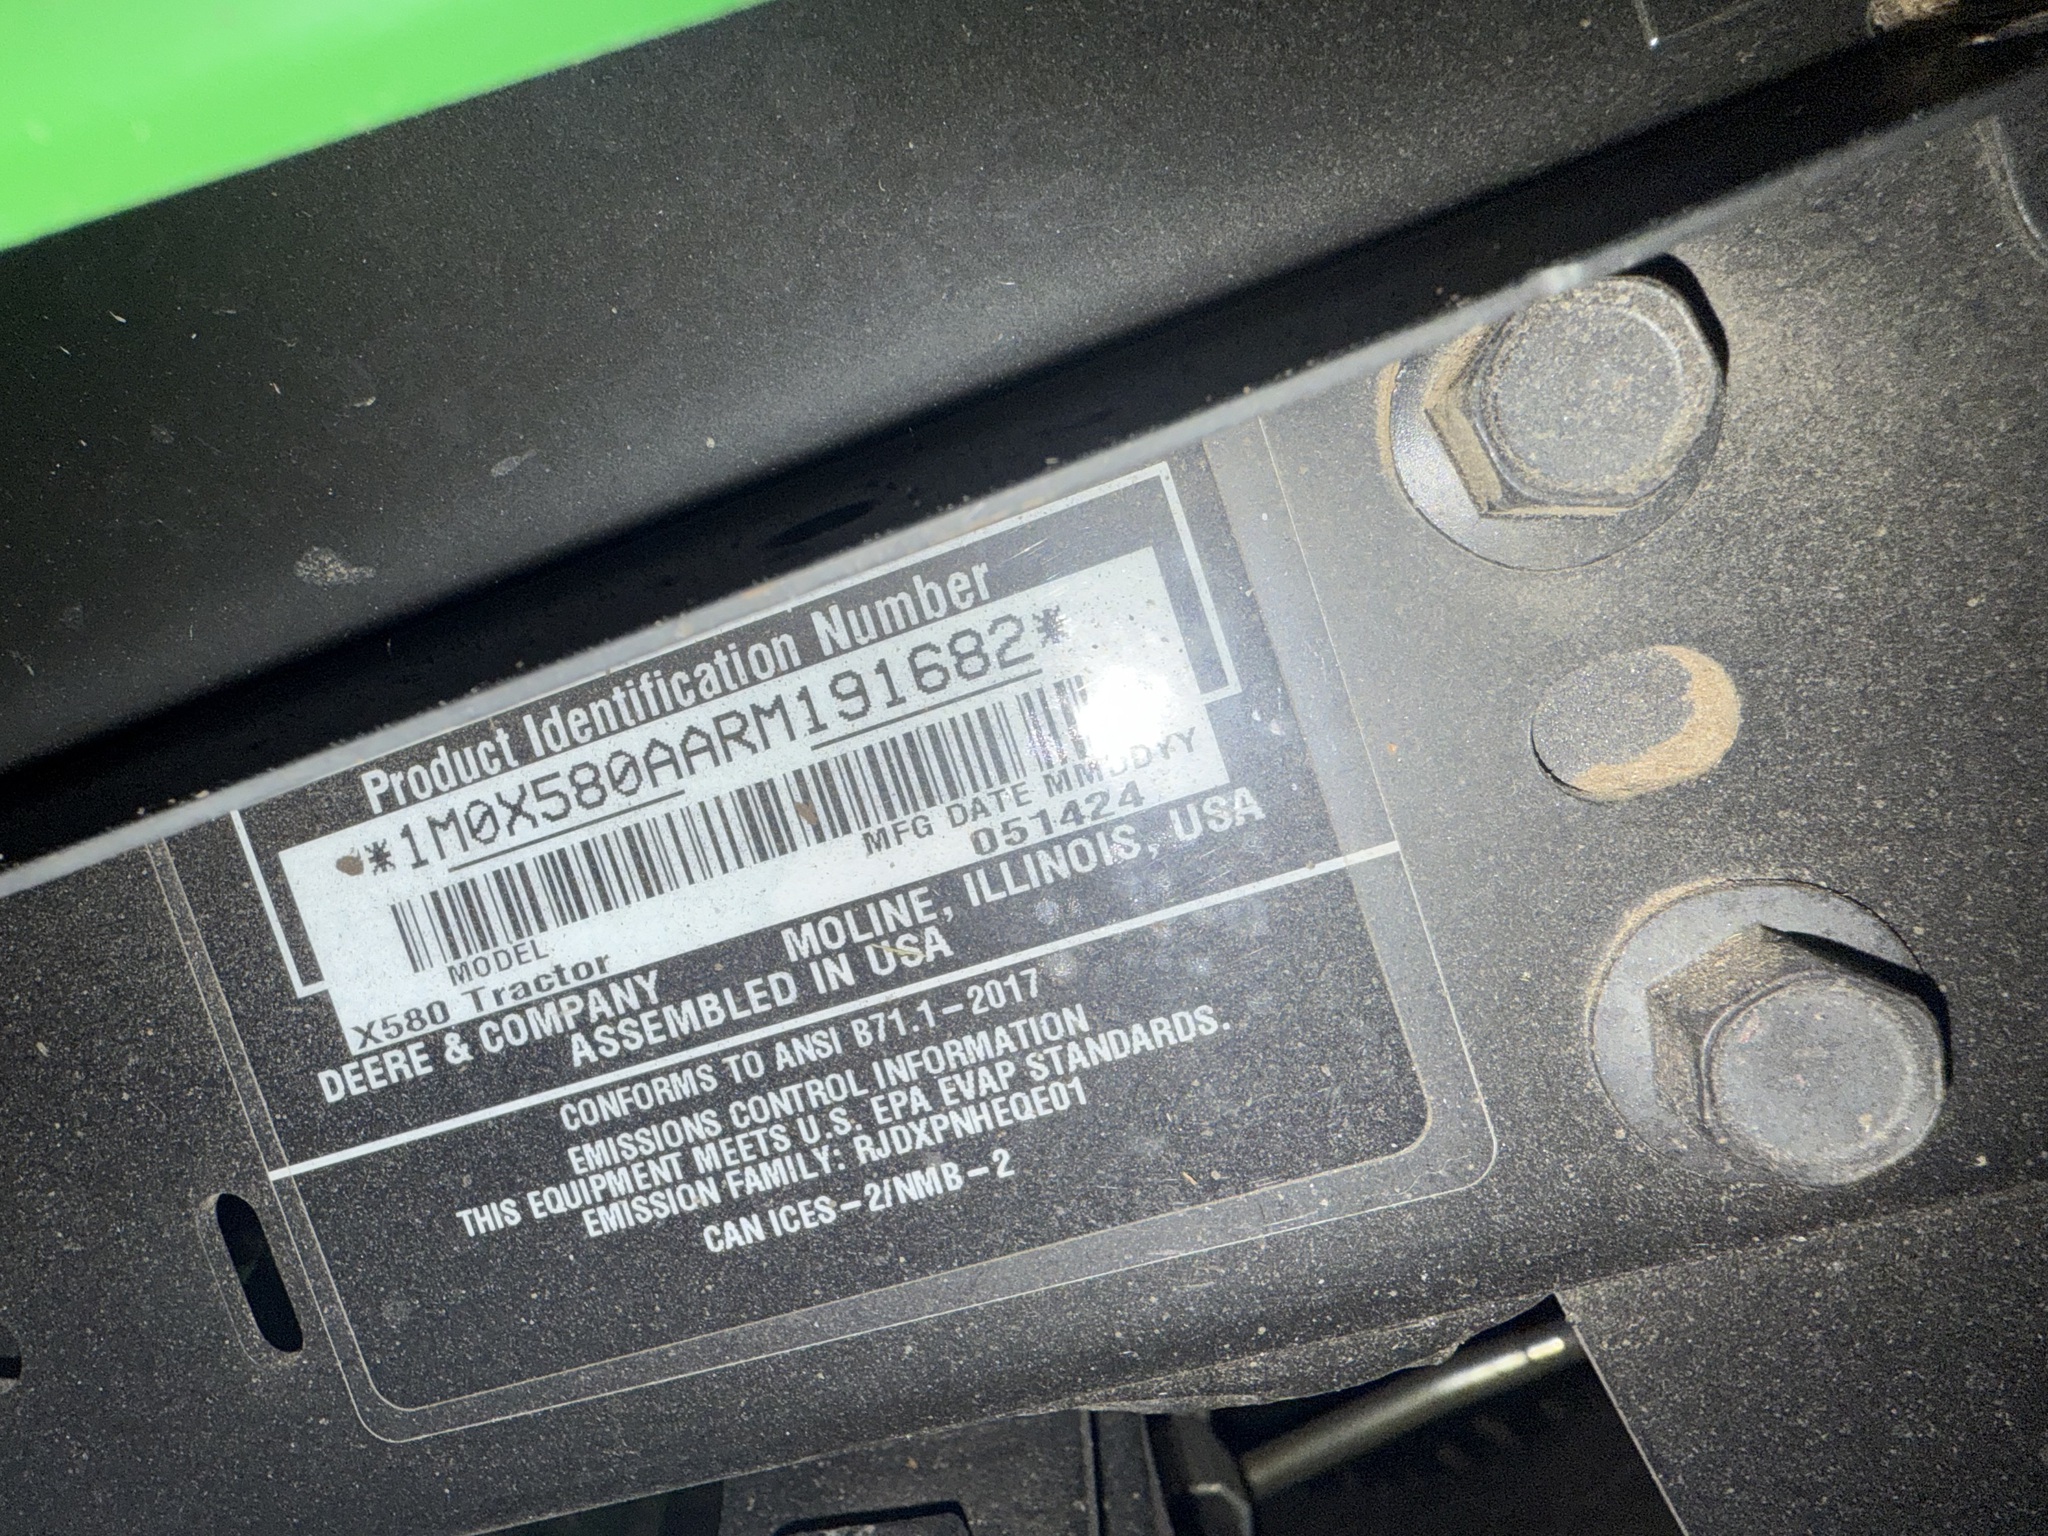 Product Identification Number
*1M0X580AARM191682*
MFG DATE MMDDYY
051424
MODEL
X580 Tractor
DEERE & COMPANY MOLINE, ILLINOIS, USA
ASSEMBLED IN USA
CONFORMS TO ANSI B71.1-2017
EMISSIONS CONTROL INFORMATION
THIS EQUIPMENT MEETS U.S. EPA EVAP STANDARDS.
EMISSION FAMILY: RJDXPNHEQE01
CAN ICES-2/NMB-2